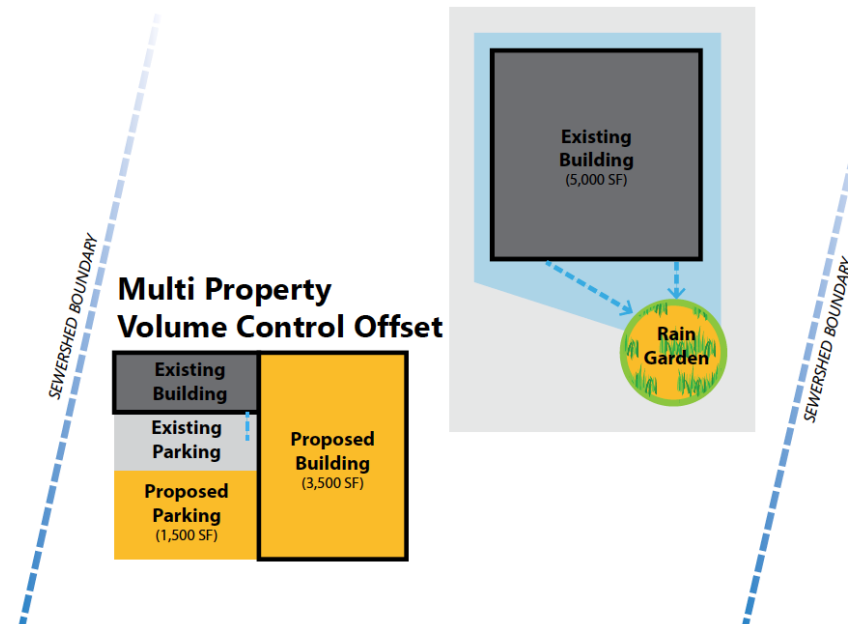 Existing
Building
(5,000 SF)
SEWERSHED BOUNDARY
Multi Property
Volume Control Offset
Rain
Garden
SEWERSHED BOUNDARY
Existing
Building
Existing
Parking
Proposed
Building
(3,500 SF)
Proposed
Parking
(1,500 SF)